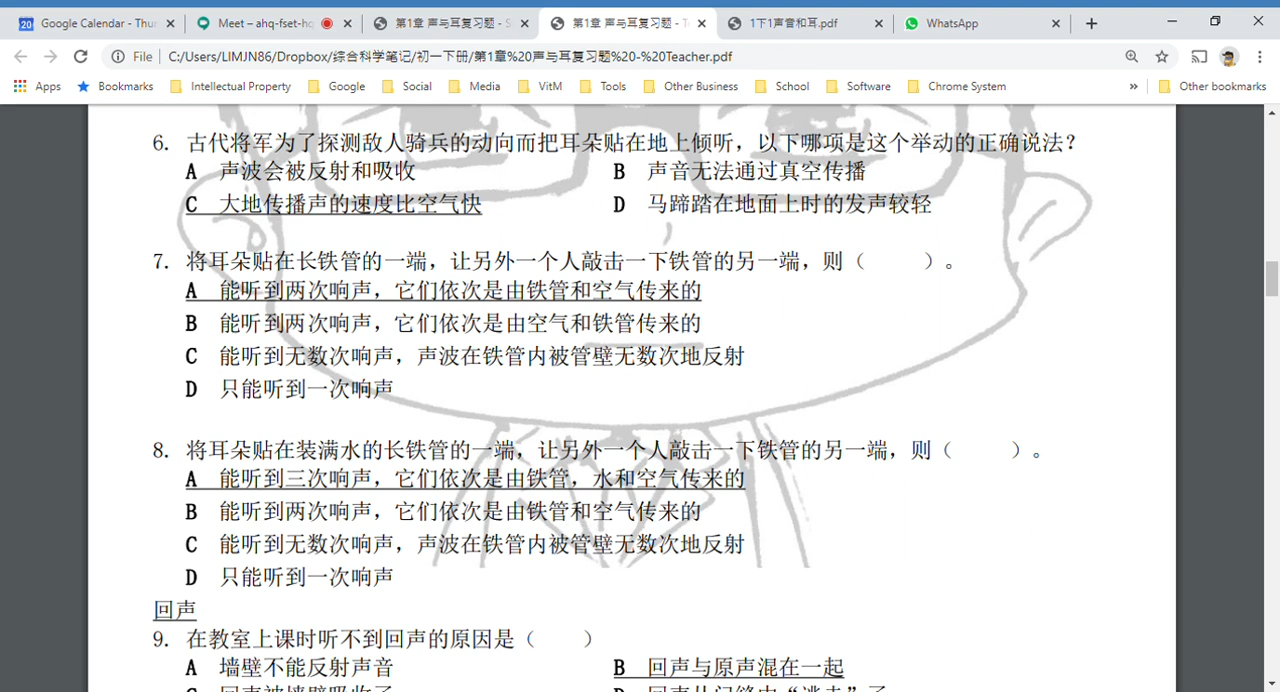 Google Calendar - Thur
Meet – ahq-fset-hq
第1章 声与耳复习题 - S
第1章 声与耳复习题 - T
1下1声音和耳.pdf
WhatsApp
File
C:/Users/LIMJN86/Dropbox/综合科学笔记/初一下册/第1章%20声与耳复习题%20-%20Teacher.pdf
Apps Bookmarks Intellectual Property Google Social Media VitM Tools Other Business School Software Chrome System » Other bookmarks
6. 古代将军为了探测敌人骑兵的动向而把耳朵贴在地上倾听，以下哪项是这个举动的正确说法？
A 声波会被反射和吸收 B 声音无法通过真空传播
C 大地传播声的速度比空气快 D 马蹄踏在地面上时的发声较轻
7. 将耳朵贴在长铁管的一端，让另外一个人敲击一下铁管的另一端，则（ ）。
A 能听到两次响声，它们依次是由铁管和空气传来的
B 能听到两次响声，它们依次是由空气和铁管传来的
C 能听到无数次响声，声波在铁管内被管壁无数次地反射
D 只能听到一次响声
8. 将耳朵贴在装满水的长铁管的一端，让另外一个人敲击一下铁管的另一端，则（ ）。
A 能听到三次响声，它们依次是由铁管，水和空气传来的
B 能听到两次响声，它们依次是由铁管和空气传来的
C 能听到无数次响声，声波在铁管内被管壁无数次地反射
D 只能听到一次响声
回声
9. 在教室上课时听不到回声的原因是（ ）
A 墙壁不能反射声音 B 回声与原声混在一起